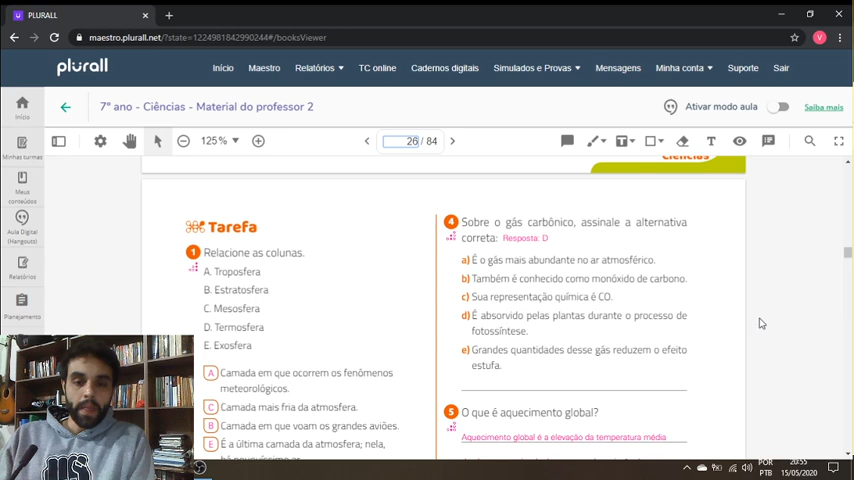 PLURALL
maestro.plurall.net/?state=1224981842990244#/booksViewer
V
plurall
Início
Maestro
Relatórios
TC online
Cadernos digitais
Simulados e Provas
Mensagens
Minha conta
Suporte
Sair
Início
Minhas turmas
Meus conteúdos
Aula Digital (Hangouts)
Relatórios
Planejamento
7º ano - Ciências - Material do professor 2
Ativar modo aula
Saiba mais
125%
26 / 84
Ciências
Tarefa
1 Relacione as colunas.
A. Troposfera
B. Estratosfera
C. Mesosfera
D. Termosfera
E. Exosfera
A Camada em que ocorrem os fenômenos
meteorológicos.
C Camada mais fria da atmosfera.
B Camada em que voam os grandes aviões.
E É a última camada da atmosfera; nela,
há pouquíssimo ar.
4 Sobre o gás carbônico, assinale a alternativa
correta: Resposta: D
a) É o gás mais abundante no ar atmosférico.
b) Também é conhecido como monóxido de carbono.
c) Sua representação química é CO.
d) É absorvido pelas plantas durante o processo de
fotossíntese.
e) Grandes quantidades desse gás reduzem o efeito
estufa.
5 O que é aquecimento global?
Aquecimento global é a elevação da temperatura média
POR
PTB
20:55
15/05/2020